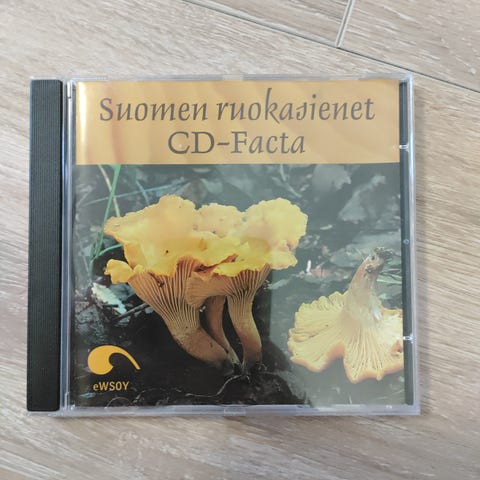 Suomen ruokasienet
CD-Facta
eWSOY